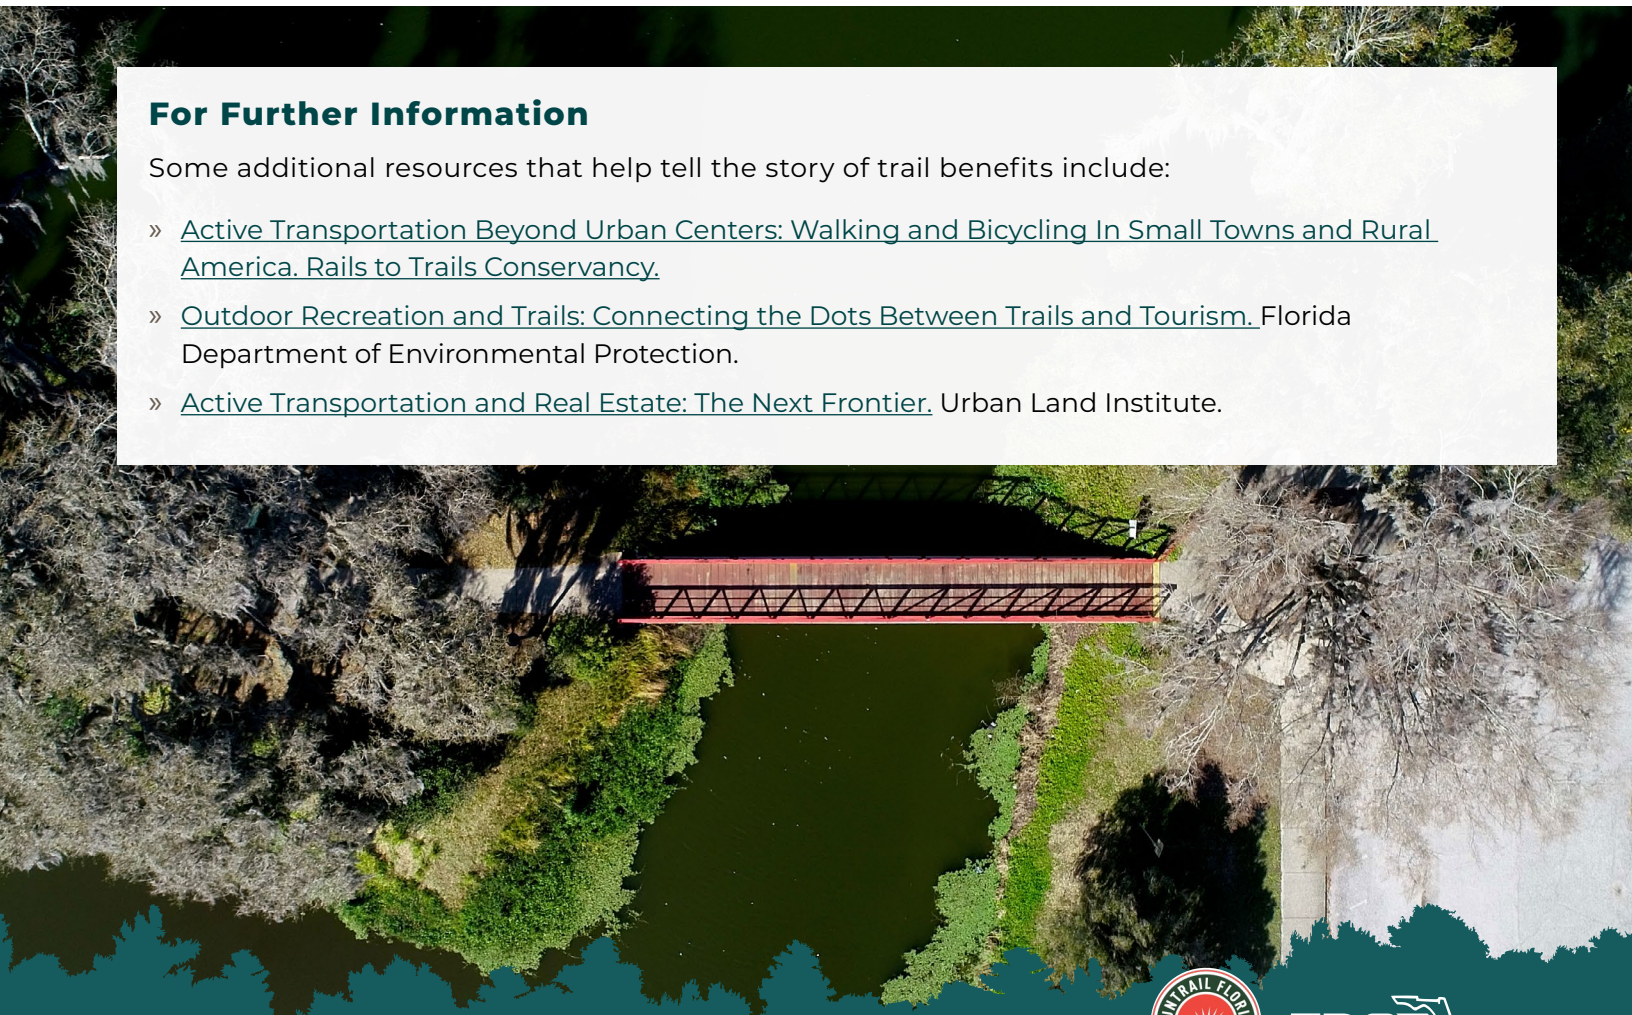 For Further Information
Some additional resources that help tell the story of trail benefits include:
» Active Transportation Beyond Urban Centers: Walking and Bicycling In Small Towns and Rural
America. Rails to Trails Conservancy.
» Outdoor Recreation and Trails: Connecting the Dots Between Trails and Tourism. Florida
Department of Environmental Protection.
» Active Transportation and Real Estate: The Next Frontier. Urban Land Institute.